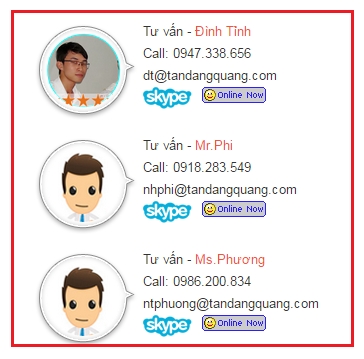 Tư vấn - Đình Tĩnh
Call: 0947.338.656
dt@tandangquang.com
skype Online Now
Tư vấn - Mr.Phi
Call: 0918.283.549
nhphi@tandangquang.com
skype Online Now
Tư vấn - Ms.Phương
Call: 0986.200.834
ntphuong@tandangquang.com
skype Online Now